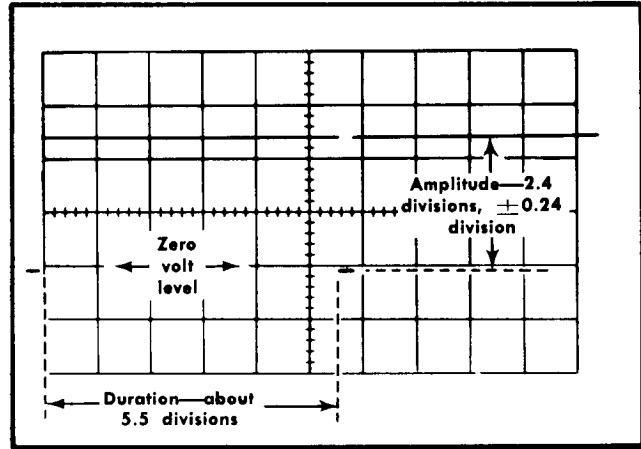 Amplitude—2.4
divisions, ±0.24
division
Zero
volt
level
Duration—about
5.5 divisions